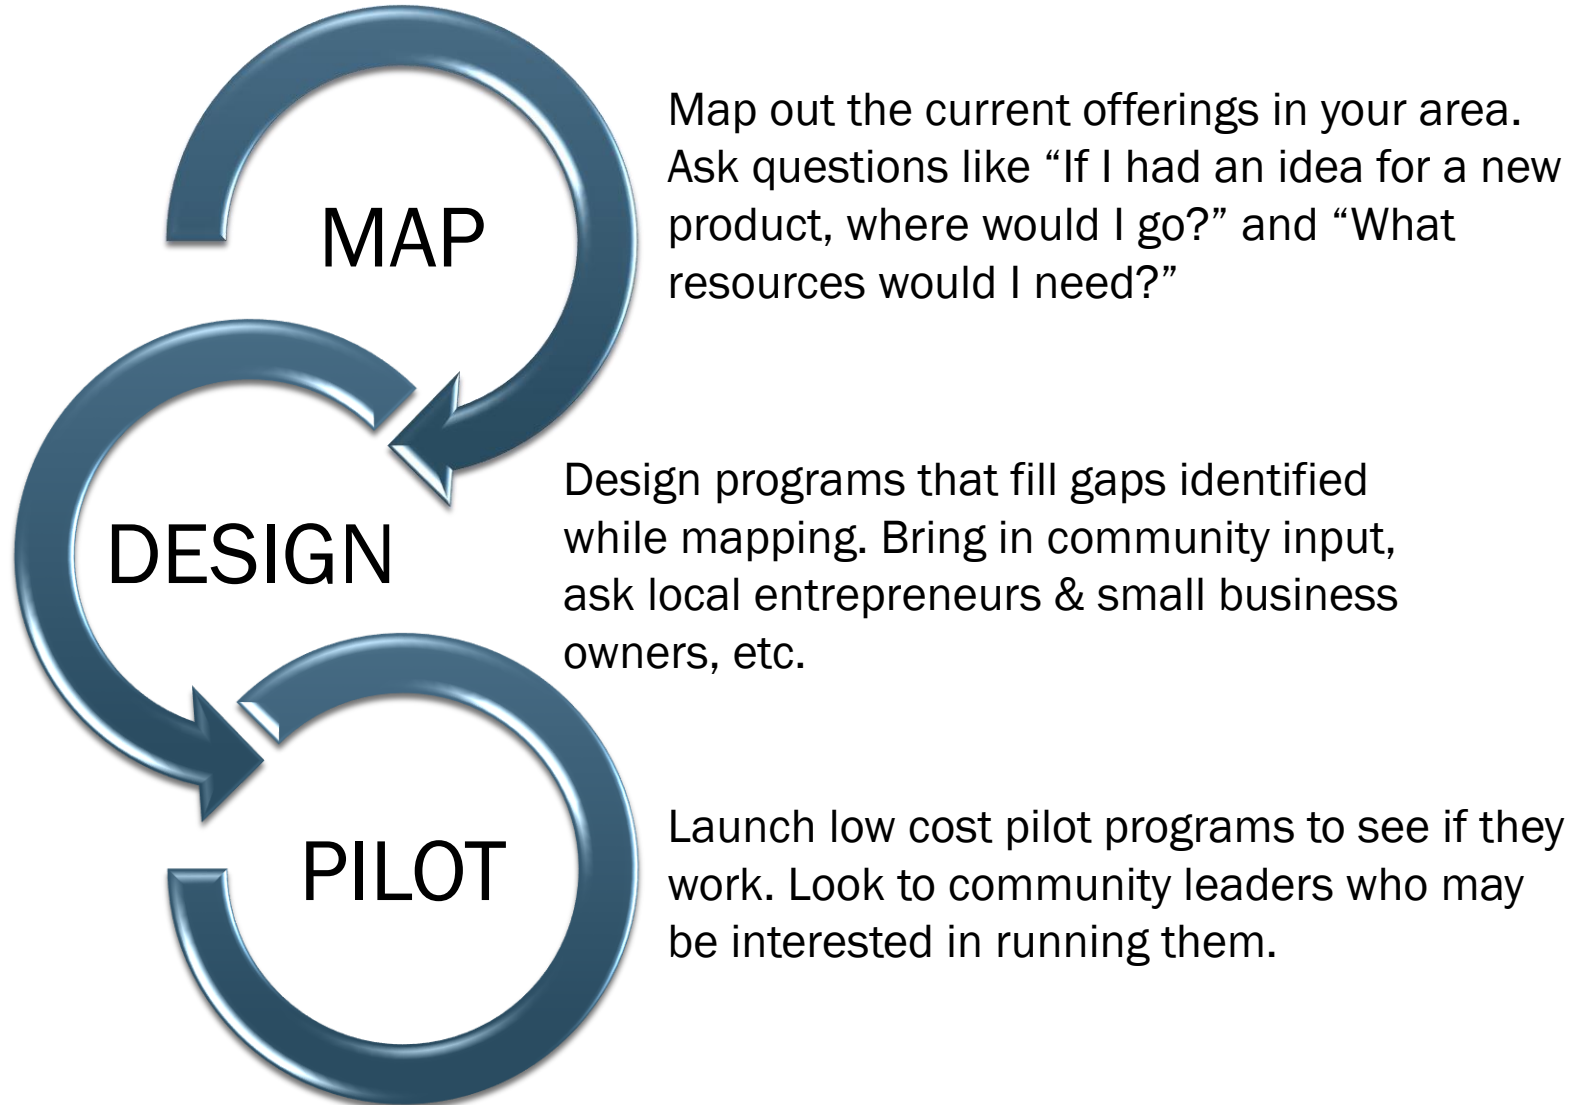 MAP
Map out the current offerings in your area.
Ask questions like “If I had an idea for a new
product, where would I go?” and “What
resources would I need?”
DESIGN
Design programs that fill gaps identified
while mapping. Bring in community input,
ask local entrepreneurs & small business
owners, etc.
PILOT
Launch low cost pilot programs to see if they
work. Look to community leaders who may
be interested in running them.